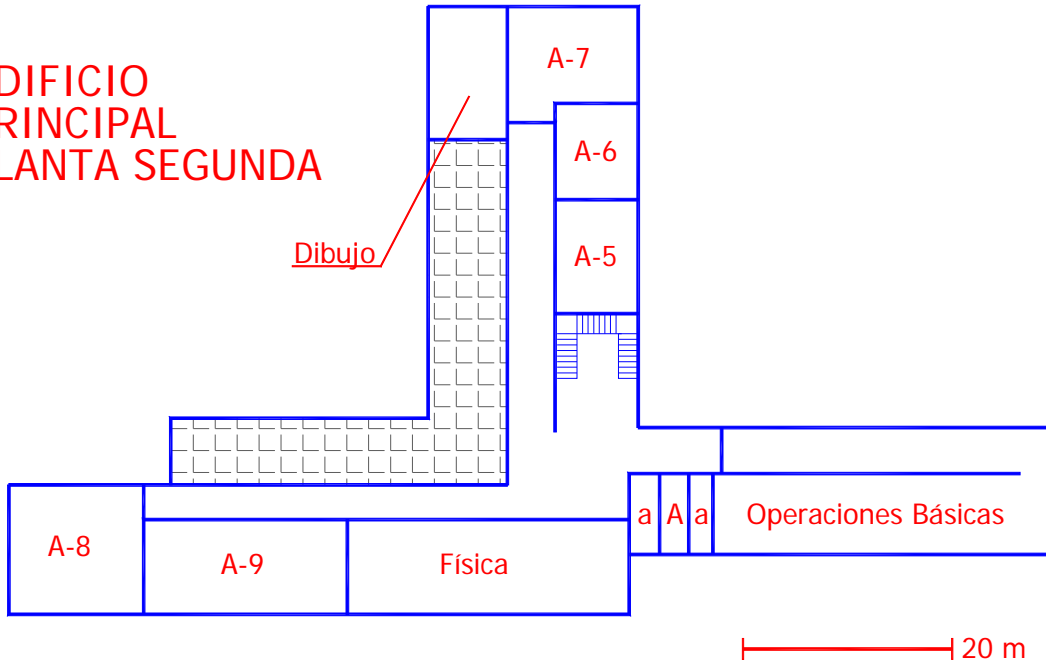 DIFICIO
RINCIPAL
LANTA SEGUNDA
A-7
A-6
Dibujo
A-5
a A a Operaciones Básicas
A-8
A-9
Física
20 m